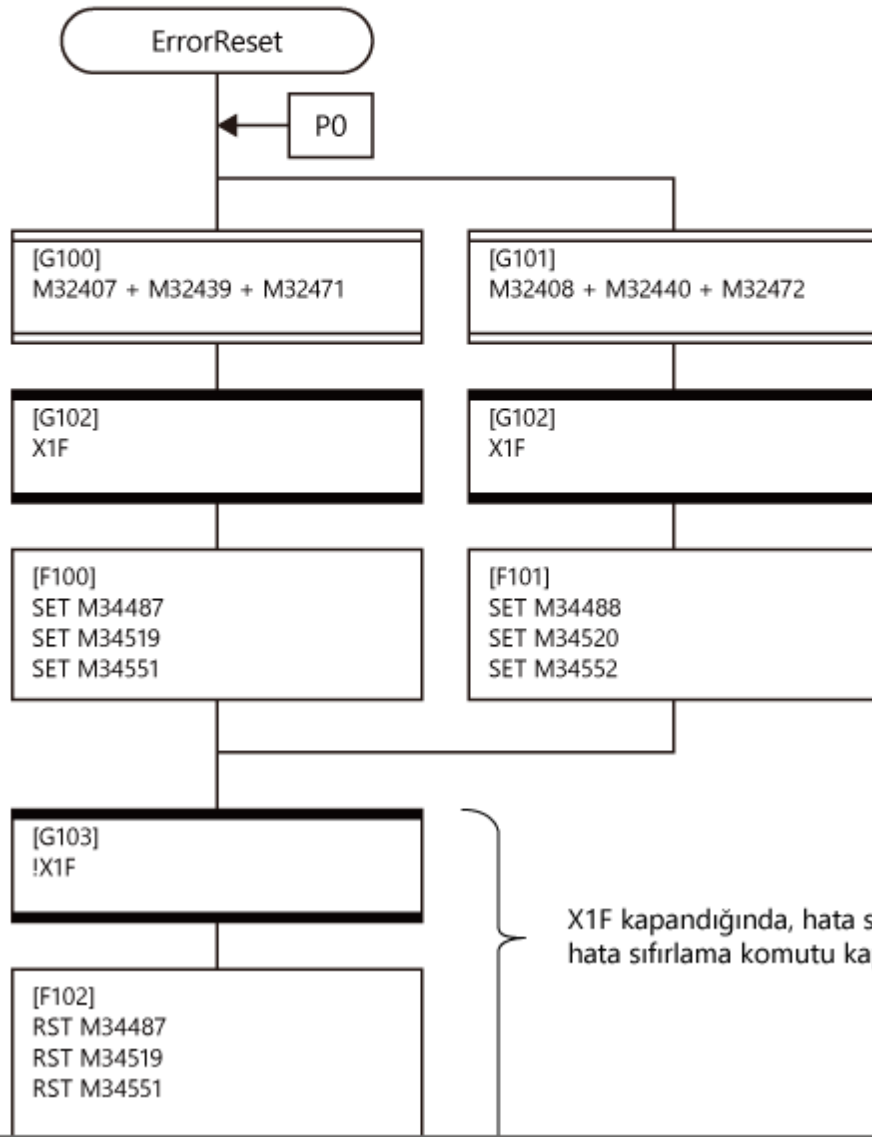 ErrorReset
P0
[G100]
M32407 + M32439 + M32471
[G101]
M32408 + M32440 + M32472
[G102]
X1F
[G102]
X1F
[F100]
SET M34487
SET M34519
SET M34551
[F101]
SET M34488
SET M34520
SET M34552
[G103]
!X1F
X1F kapandığında, hata
hata sıfırlama komutu
[F102]
RST M34487
RST M34519
RST M34551